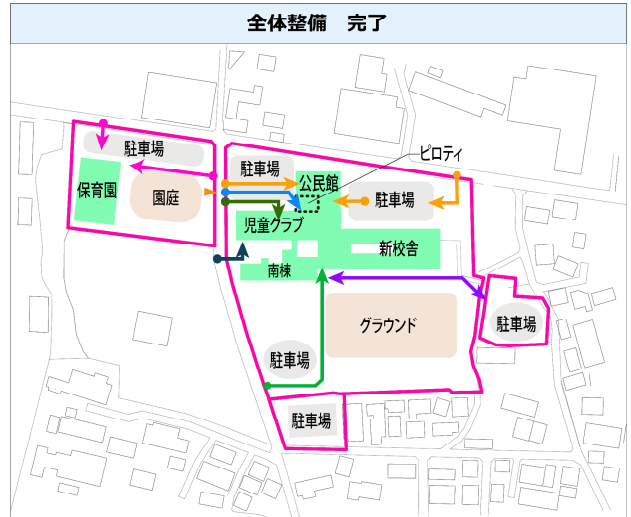 全体整備　完了
駐車場
保育園
園庭
駐車場
公民館
ピロティ
駐車場
児童クラブ
新校舎
南棟
グラウンド
駐車場
駐車場
駐車場